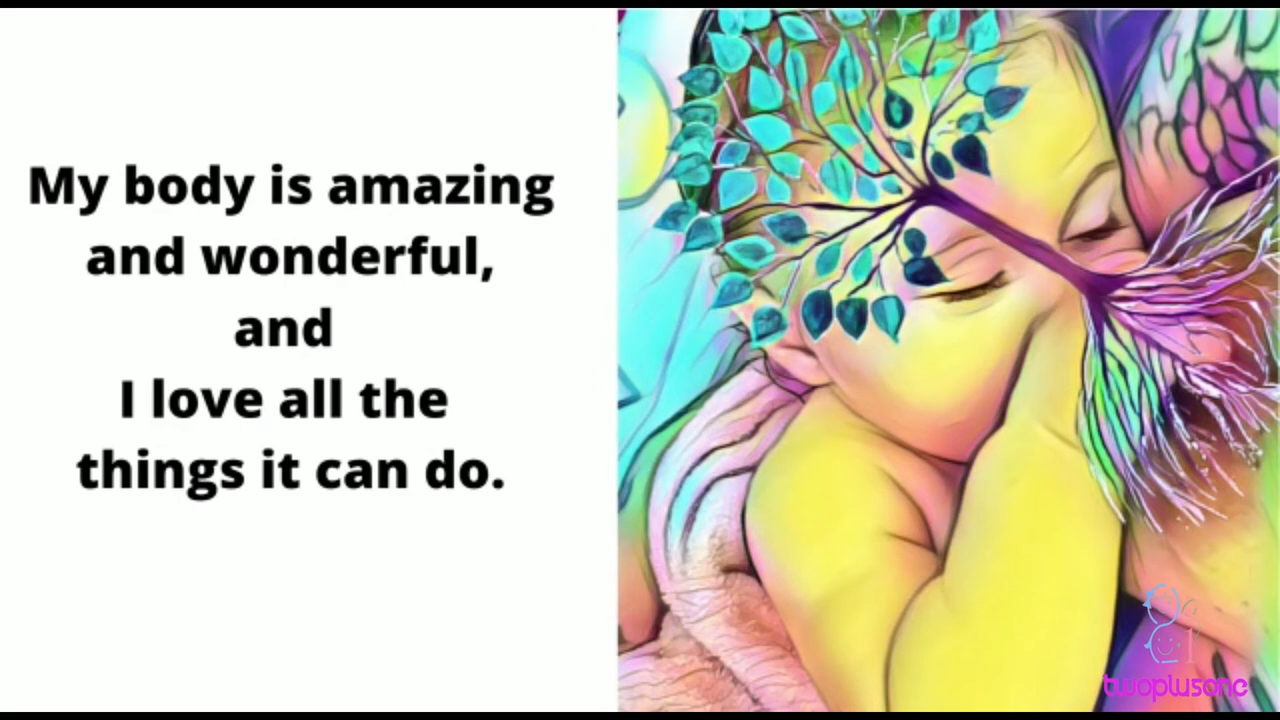 My body is amazing
and wonderful,
and
I love all the
things it can do.
twoplusone